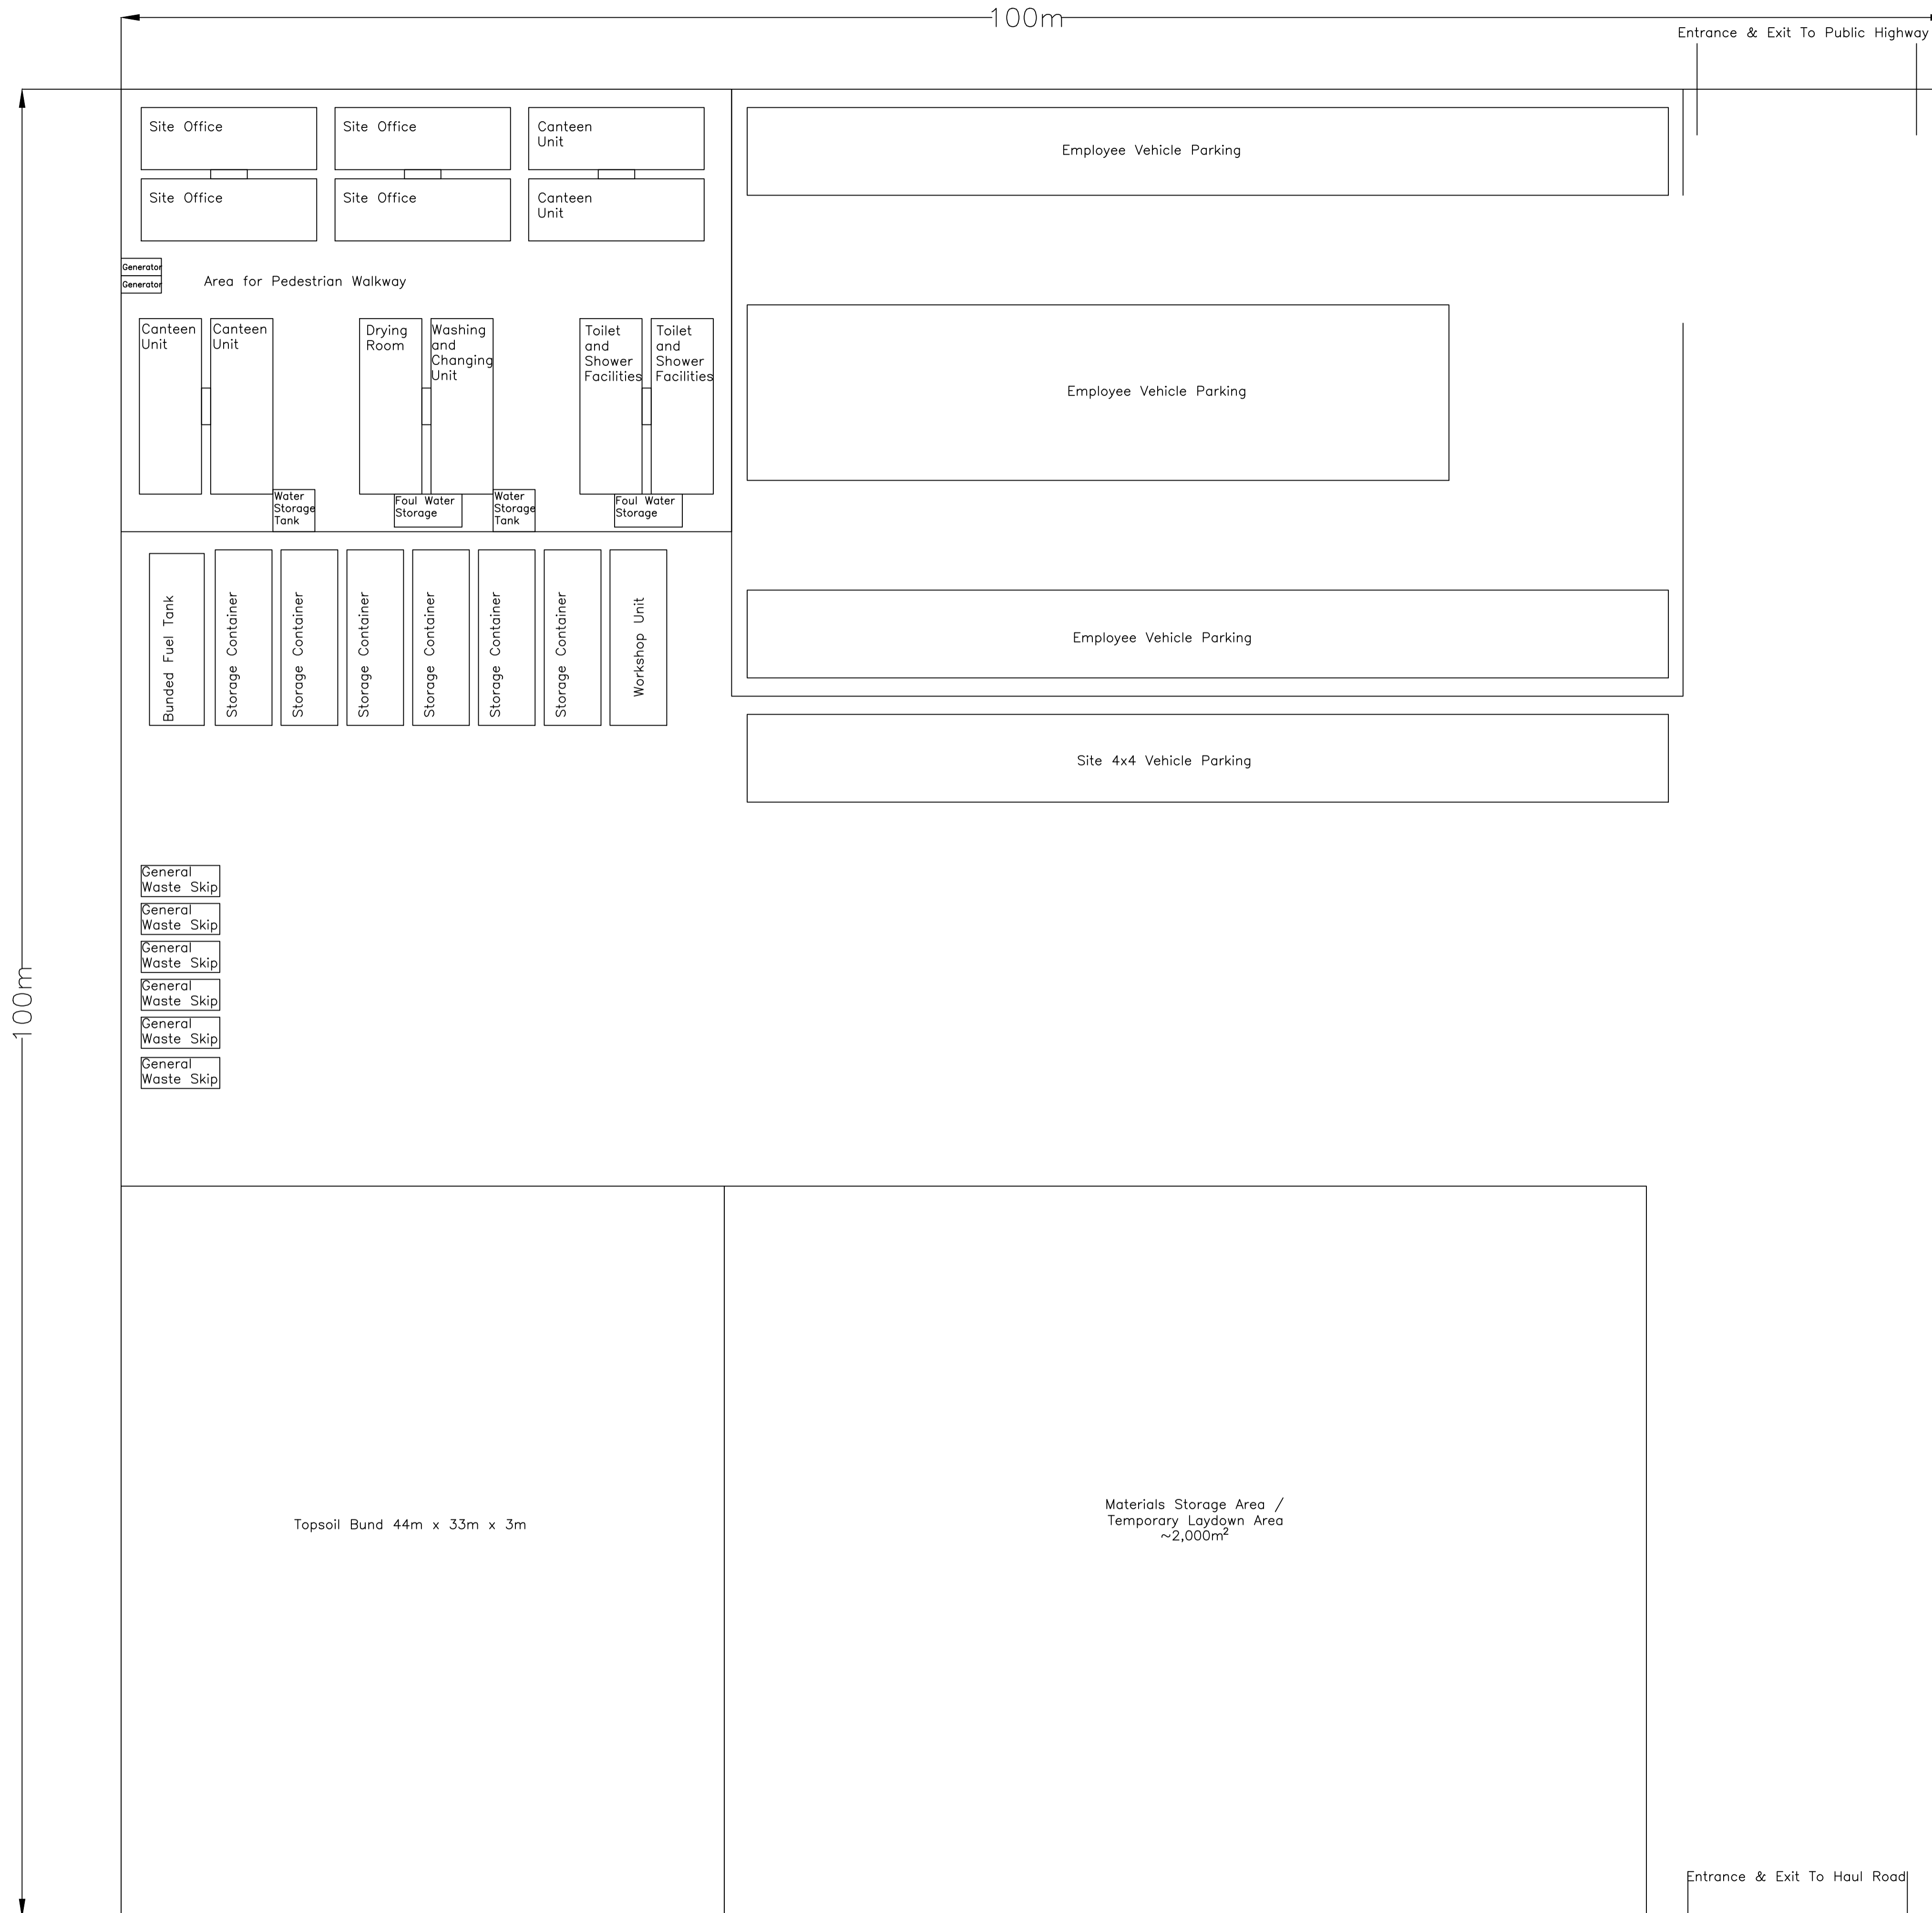 100m
Entrance & Exit To Public Highway
Site Office
Site Office
Canteen
Unit
Employee Vehicle Parking
Site Office
Site Office
Canteen
Unit
Generator
Generator
Area for Pedestrian Walkway
Canteen
Unit
Canteen
Unit
Drying
Room
Washing
and
Changing
Unit
Toilet
and
Shower
Facilities
Toilet
and
Shower
Facilities
Employee Vehicle Parking
Water
Storage
Tank
Foul Water
Storage
Water
Storage
Tank
Foul Water
Storage
Bunded Fuel Tank
Storage Container
Storage Container
Storage Container
Storage Container
Storage Container
Storage Container
Workshop Unit
Employee Vehicle Parking
Site 4x4 Vehicle Parking
General
Waste Skip
General
Waste Skip
General
Waste Skip
General
Waste Skip
General
Waste Skip
General
Waste Skip
100m
Topsoil Bund 44m x 33m x 3m
Materials Storage Area /
Temporary Laydown Area
~2,000m²
Entrance & Exit To Haul Road